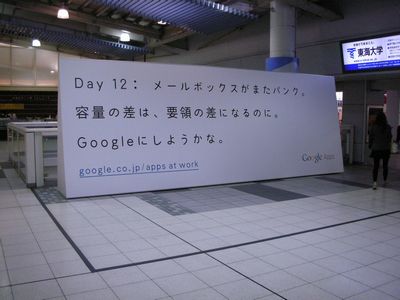 Day 12: メールボックスがまたパンク。
容量の差は、要領の差になるのに。
Googleにしようかな。
google.co.jp/apps at work
Google Apps
東海大学